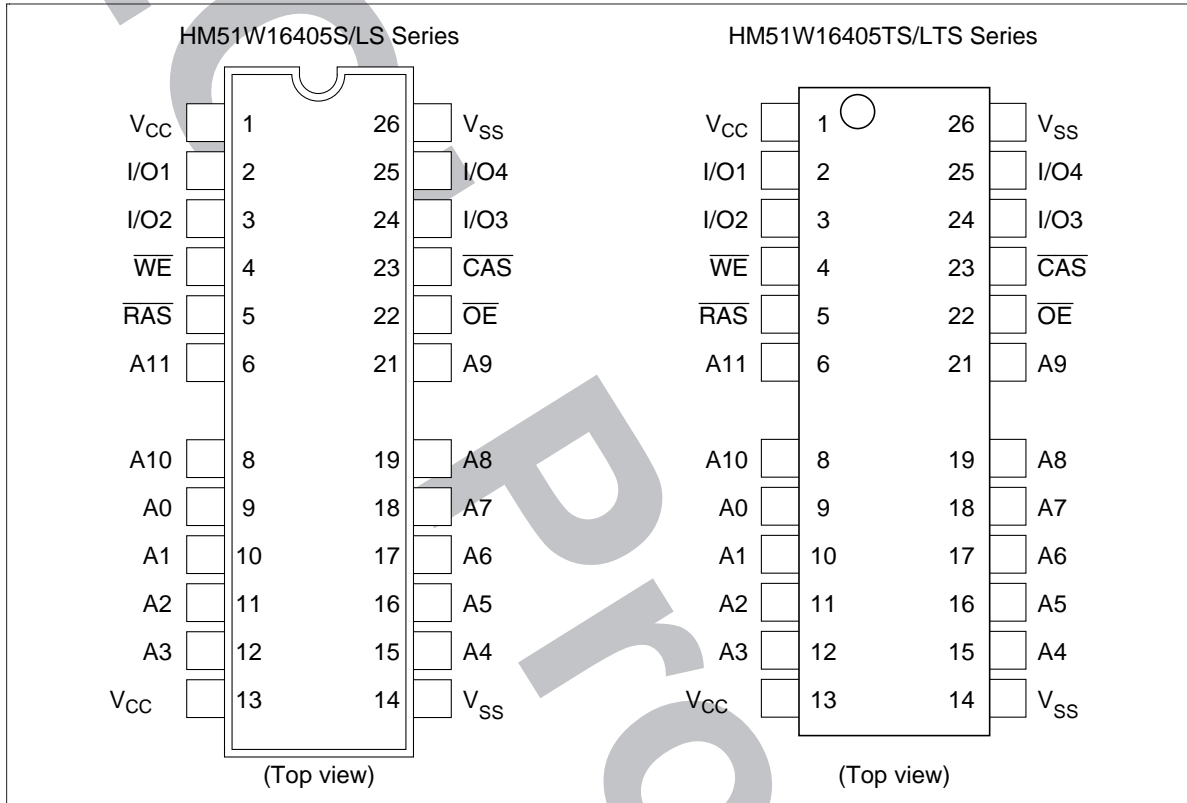 HM51W16405S/LS Series
VCC 1 26 VSS
I/O1 2 25 I/O4
I/O2 3 24 I/O3
WE 4 23 CAS
RAS 5 22 OE
A11 6 21 A9
A10 8 19 A8
A0 9 18 A7
A1 10 17 A6
A2 11 16 A5
A3 12 15 A4
VCC 13 14 VSS
(Top view)
HM51W16405TS/LTS Series
VCC 1 26 VSS
I/O1 2 25 I/O4
I/O2 3 24 I/O3
WE 4 23 CAS
RAS 5 22 OE
A11 6 21 A9
A10 8 19 A8
A0 9 18 A7
A1 10 17 A6
A2 11 16 A5
A3 12 15 A4
VCC 13 14 VSS
(Top view)
Pro